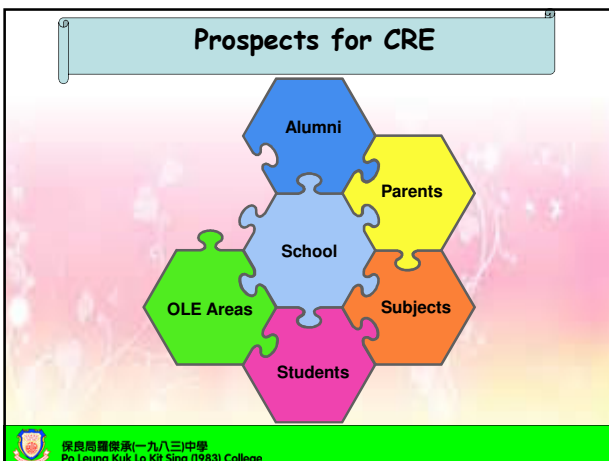 Prospects for CRE
Alumni
Parents
School
OLE Areas
Subjects
Students
保良局羅傑承(一九八三)中學
Po Leung Kuk Lo Kit Sing (1983) College